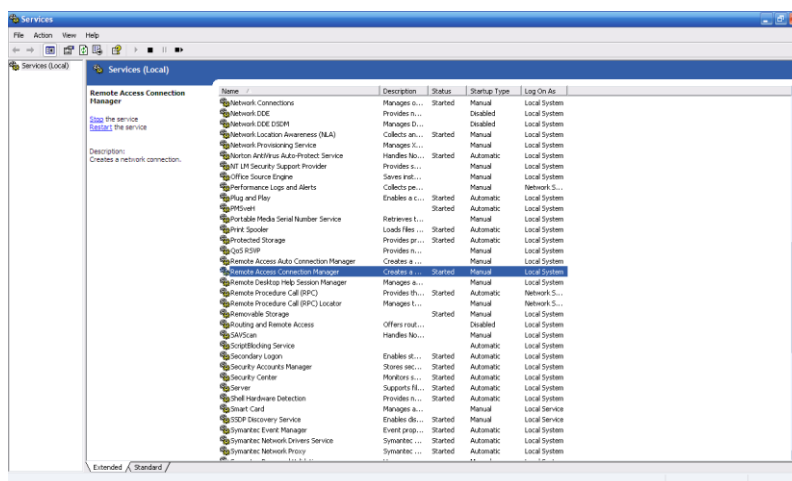 Services
File Action View Help
Services (Local)
Services (Local)
Remote Access Connection Manager
Stop the service
Restart the service
Description:
Creates a network connection.
Name / Description Status Startup Type Log On As
Network Connections Manages o... Started Manual Local System
Network DDE Provides n... Disabled Local System
Network DDE DSDM Manages D... Disabled Local System
Network Location Awareness (NLA) Collects an... Started Manual Local System
Network Provisioning Service Manages X... Manual Local System
Norton AntiVirus Auto-Protect Service Handles No... Started Automatic Local System
NT LM Security Support Provider Provides s... Manual Local System
Office Source Engine Saves inst... Manual Local System
Performance Logs and Alerts Collects pe... Manual Network S...
Plug and Play Enables a c... Started Automatic Local System
PMSveH Started Automatic Local System
Portable Media Serial Number Service Retrieves t... Manual Local System
Print Spooler Loads files ... Started Automatic Local System
Protected Storage Provides pr... Started Automatic Local System
QoS RSVP Provides n... Manual Local System
Remote Access Auto Connection Manager Creates a ... Manual Local System
Remote Access Connection Manager Creates a ... Started Manual Local System
Remote Desktop Help Session Manager Manages a... Manual Local System
Remote Procedure Call (RPC) Provides th... Started Automatic Network S...
Remote Procedure Call (RPC) Locator Manages t... Manual Network S...
Removable Storage Started Manual Local System
Routing and Remote Access Offers rout... Disabled Local System
SAVScan Handles No... Manual Local System
ScriptBlocking Service Automatic Local System
Secondary Logon Enables st... Started Automatic Local System
Security Accounts Manager Stores sec... Started Automatic Local System
Security Center Monitors s... Started Automatic Local System
Server Supports fil... Started Automatic Local System
Shell Hardware Detection Provides n... Started Automatic Local System
Smart Card Manages a... Manual Local Service
SSDP Discovery Service Enables dis... Started Manual Local Service
Symantec Event Manager Event prop... Started Automatic Local System
Symantec Network Drivers Service Symantec ... Started Automatic Local System
Symantec Network Proxy Symantec ... Started Automatic Local System
Extended Standard